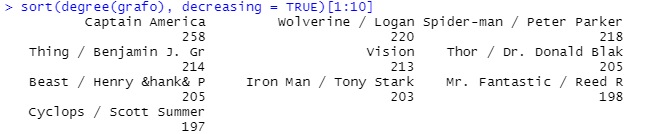 > sort(degree(grafo), decreasing = TRUE)[1:10]
Captain America Wolverine / Logan Spider-man / Peter Parker
258 220 218
Thing / Benjamin J. Gr Vision Thor / Dr. Donald Blak
214 213 205
Beast / Henry &hank& P Iron Man / Tony Stark Mr. Fantastic / Reed R
205 203 198
Cyclops / Scott Summer
197